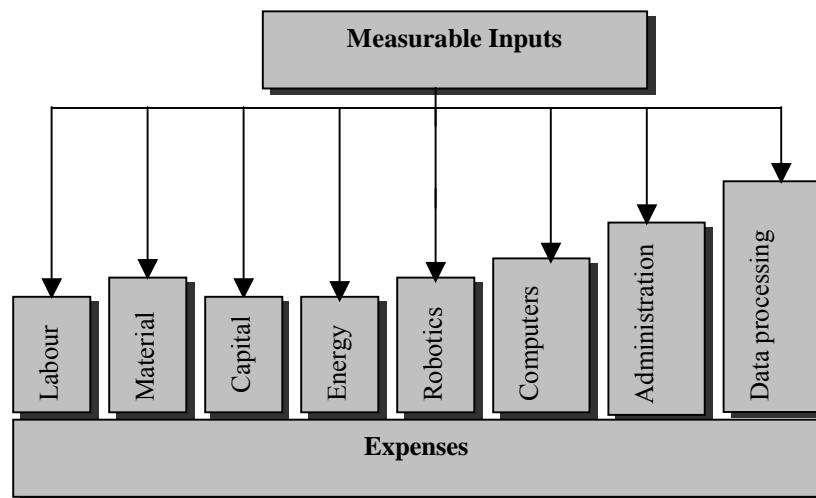 Measurable Inputs
Labour
Material
Capital
Energy
Robotics
Computers
Administration
Data processing
Expenses